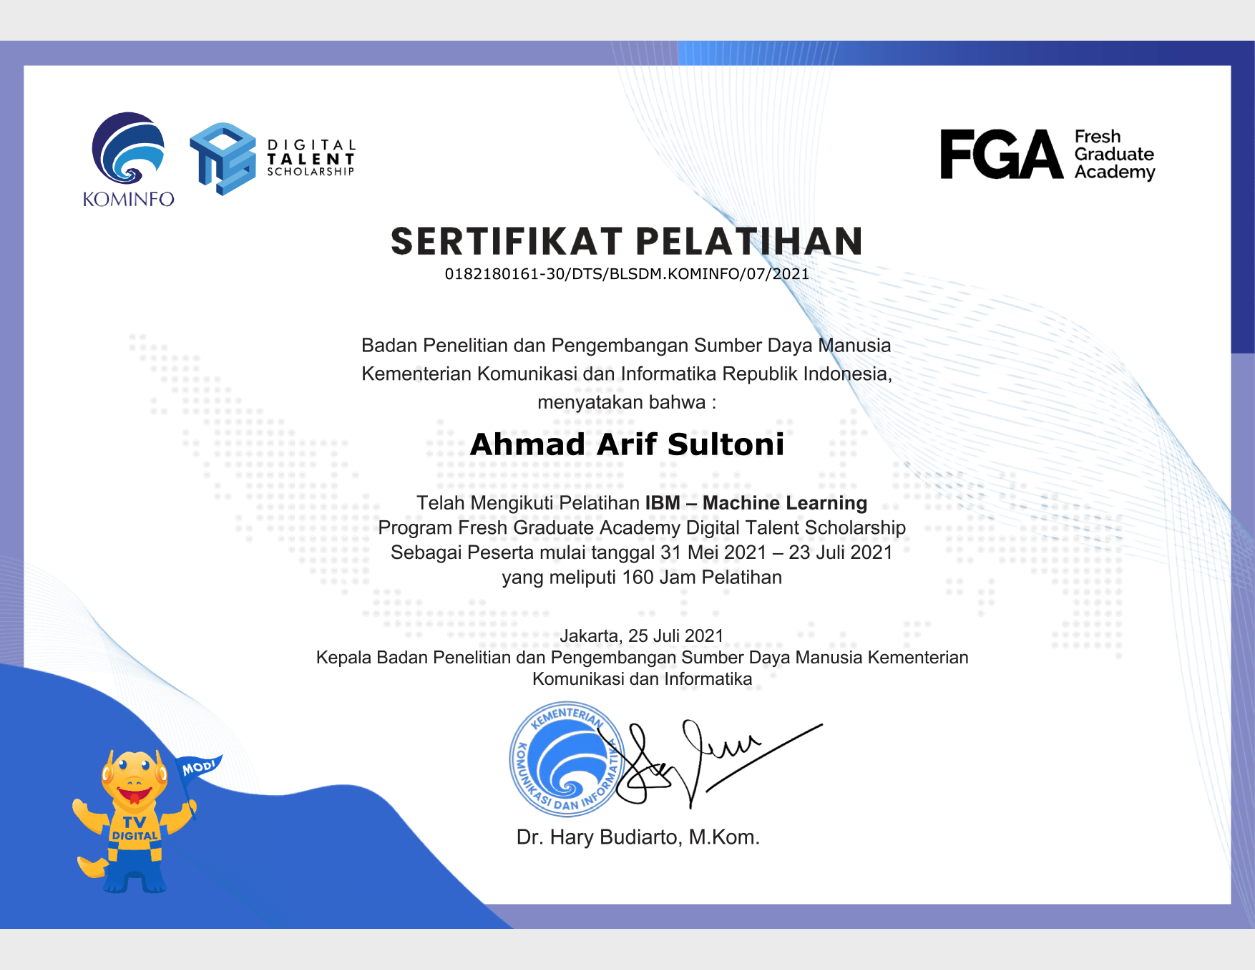 KOMINFO
DIGITAL
TALENT
SCHOLARSHIP
FGA
Fresh
Graduate
Academy
SERTIFIKAT PELATIHAN
0182180161-30/DTS/BLSDM.KOMINFO/07/2021
Badan Penelitian dan Pengembangan Sumber Daya Manusia
Kementerian Komunikasi dan Informatika Republik Indonesia,
menyatakan bahwa :
Ahmad Arif Sultoni
Telah Mengikuti Pelatihan IBM – Machine Learning
Program Fresh Graduate Academy Digital Talent Scholarship
Sebagai Peserta mulai tanggal 31 Mei 2021 – 23 Juli 2021
yang meliputi 160 Jam Pelatihan
Jakarta, 25 Juli 2021
Kepala Badan Penelitian dan Pengembangan Sumber Daya Manusia Kementerian
Komunikasi dan Informatika
KEMENTERIAN
KOMUNIKASI DAN INFORMATIKA
MODI
TV
DIGITAL
Dr. Hary Budiarto, M.Kom.